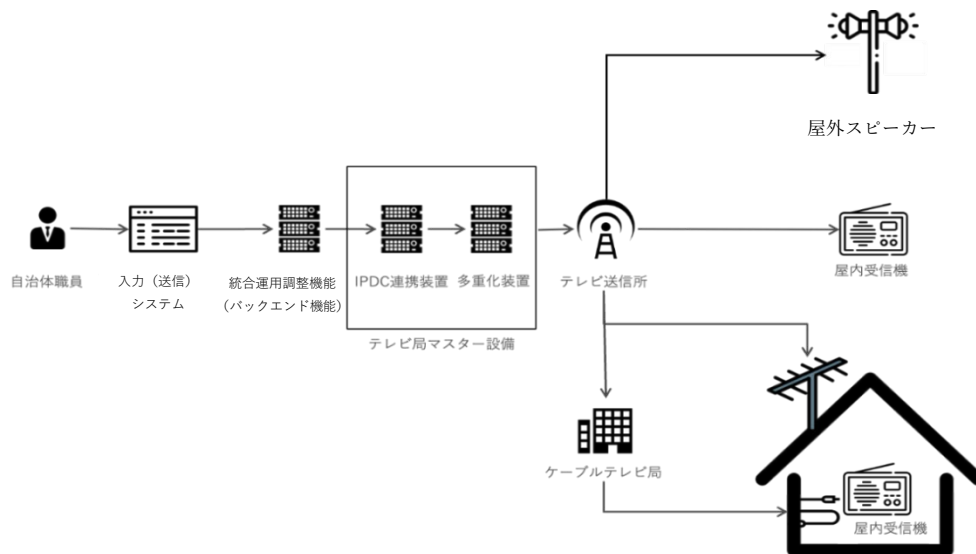 屋外スピーカー
自治体職員
入力（送信）
システム
統合運用調整機能
（バックエンド機能）
IPDC連携装置
多重化装置
テレビ局マスター設備
テレビ送信所
屋内受信機
ケーブルテレビ局
屋内受信機